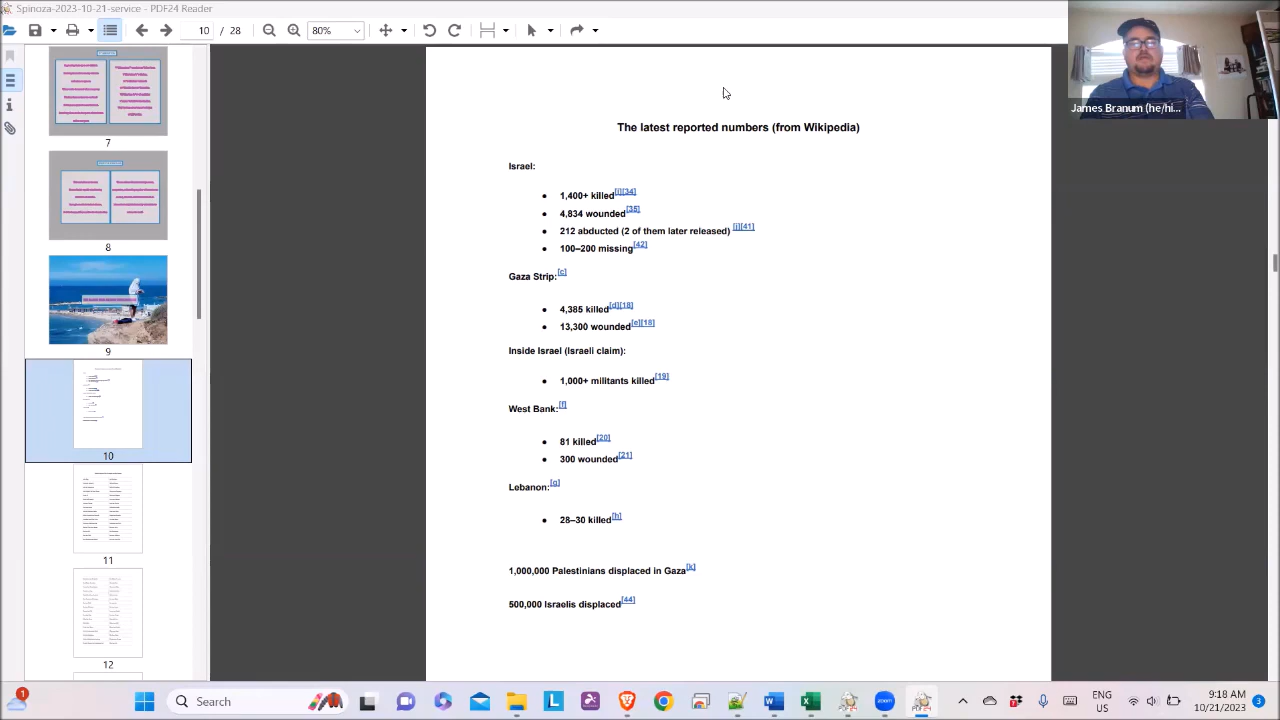 Spinoza-2023-10-21-service - PDF24 Reader
10 / 28
80%
James Branum (he/hi...
7
8
9
10
11
12
The latest reported numbers (from Wikipedia)
Israel:
● 1,400+ killed[i][34]
● 4,834 wounded[35]
● 212 abducted (2 of them later released) [j][41]
● 100–200 missing[42]
Gaza Strip:[c]
● 4,385 killed[d][18]
● 13,300 wounded[e][18]
Inside Israel (Israeli claim):
● 1,000+ militants killed[19]
West Bank:[f]
● 81 killed[20]
● 300 wounded[21]
Lebanon:[g]
● 28–30 killed[h]
1,000,000 Palestinians displaced in Gaza[k]
500,000 Israelis displaced[44]
1
Search
L
W
X
zoom
ENG
US
9:18 AM
10/21/2023
3